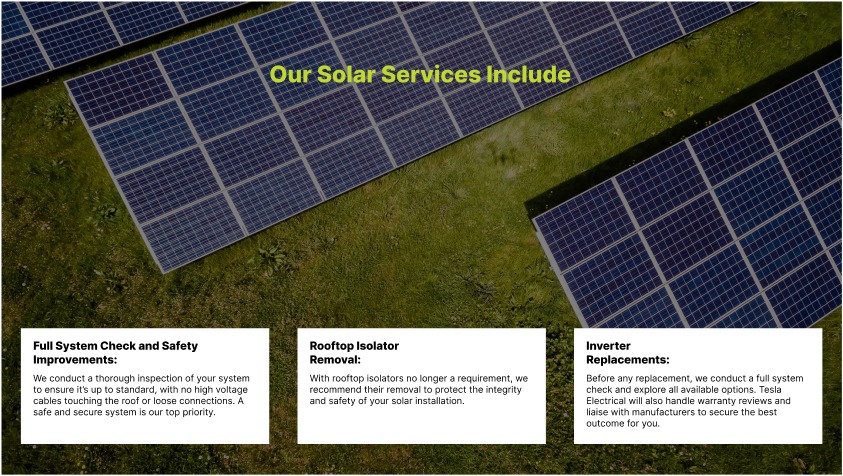 Our Solar Services Include
Full System Check and Safety
Improvements:
We conduct a thorough inspection of your system
to ensure it's up to standard, with no high voltage
cables touching the roof or loose connections. A
safe and secure system is our top priority.
Rooftop Isolator
Removal:
With rooftop isolators no longer a requirement, we
recommend their removal to protect the integrity
and safety of your solar installation.
Inverter
Replacements:
Before any replacement, we conduct a full system
check and explore all available options. Tesla
Electrical will also handle warranty reviews and
liaise with manufacturers to secure the best
outcome for you.